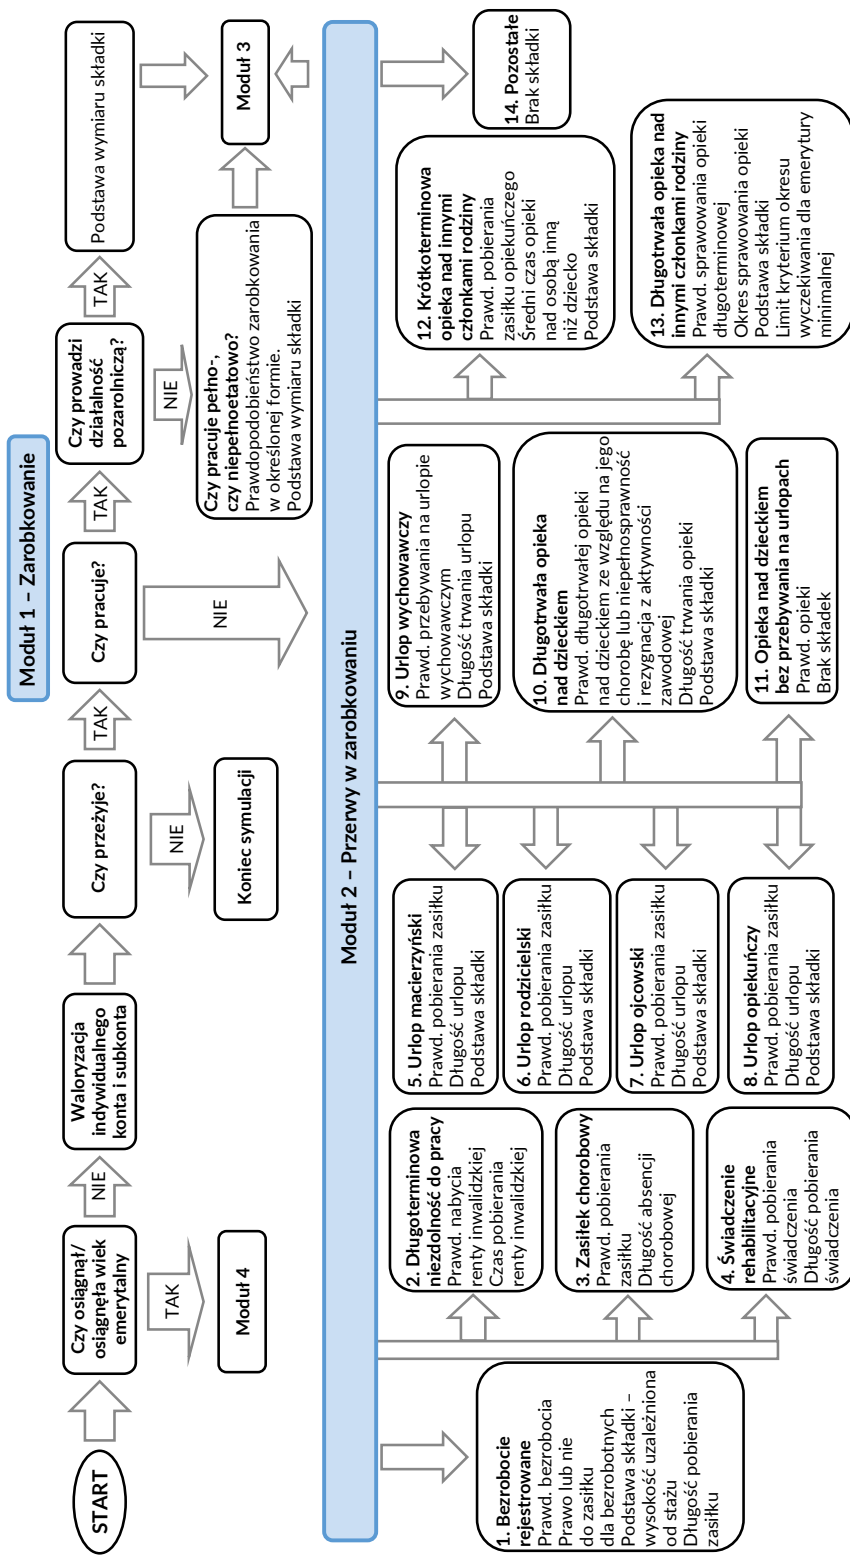 Moduł 1 – Zarobkowanie
START
Czy osiągnął/
osiągnęła wiek
emerytalny
NIE
Waloryzacja
indywidualnego
konta i subkonta
Czy przeżyje?
TAK
Czy pracuje?
TAK
Czy prowadzi
działalność
pozarolniczą?
TAK
Podstawa wymiaru składki
TAK
Moduł 4
NIE
Koniec symulacji
NIE
NIE
Czy pracuje pełno-,
czy niepełnoetatowo?
Prawdopodobieństwo zarobkowania
w określonej formie.
Podstawa wymiaru składki
Moduł 3
Moduł 2 – Przerwy w zarobkowaniu
1. Bezrobocie
rejestrowane
Prawd. bezrobocia
Prawo lub nie
do zasiłku
dla bezrobotnych
Podstawa składki –
wysokość uzależniona
od stażu
Długość pobierania
zasiłku
2. Długoterminowa
niezdolność do pracy
Prawd. nabycia
renty inwalidzkiej
Czas pobierania
renty inwalidzkiej
3. Zasiłek chorobowy
Prawd. pobierania
zasiłku
Długość absencji
chorobowej
4. Świadczenie
rehabilitacyjne
Prawd. pobierania
świadczenia
Długość pobierania
świadczenia
5. Urlop macierzyński
Prawd. pobierania zasiłku
Długość urlopu
Podstawa składki
6. Urlop rodzicielski
Prawd. pobierania zasiłku
Długość urlopu
Podstawa składki
7. Urlop ojcowski
Prawd. pobierania zasiłku
Długość urlopu
Podstawa składki
8. Urlop opiekuńczy
Prawd. pobierania zasiłku
Długość urlopu
Podstawa składki
9. Urlop wychowawczy
Prawd. przebywania na urlopie
wychowawczym
Długość trwania urlopu
Podstawa składki
10. Długotrwała opieka
nad dzieckiem
Prawd. długotrwałej opieki
nad dzieckiem ze względu na jego
chorobę lub niepełnosprawność
i rezygnacja z aktywności
zawodowej
Długość trwania opieki
Podstawa składki
11. Opieka nad dzieckiem
bez przebywania na urlopach
Prawd. opieki
Brak składek
12. Krótkoterminowa
opieka nad innymi
członkami rodziny
Prawd. pobierania
zasiłku opiekuńczego
Średni czas opieki
nad osobą inną
niż dziecko
Podstawa składki
13. Długotrwała opieka nad
innymi członkami rodziny
Prawd. sprawowania opieki
długoterminowej
Okres sprawowania opieki
Podstawa składki
Limit kryterium okresu
wyczekiwania dla emerytury
minimalnej
14. Pozostałe
Brak składki